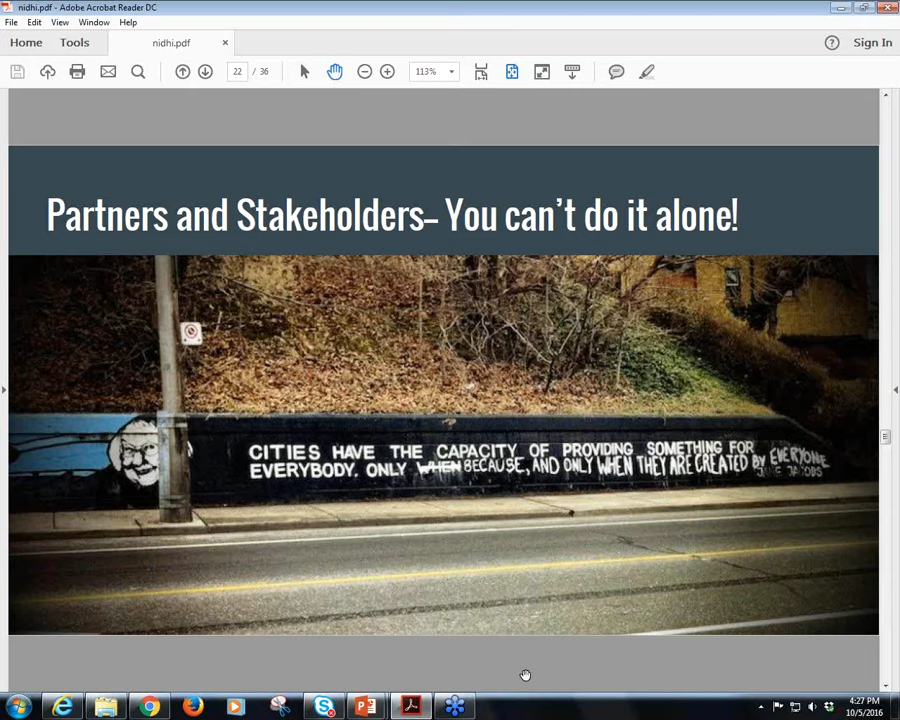 nidhi.pdf - Adobe Acrobat Reader DC
File Edit View Window Help
Home Tools nidhi.pdf × Sign In
22 / 36 113%
Partners and Stakeholders– You can't do it alone!
CITIES HAVE THE CAPACITY OF PROVIDING SOMETHING FOR
EVERYBODY. ONLY WHEN BECAUSE, AND ONLY WHEN THEY ARE CREATED BY EVERYONE
JANE JACOBS
4:27 PM
10/5/2016